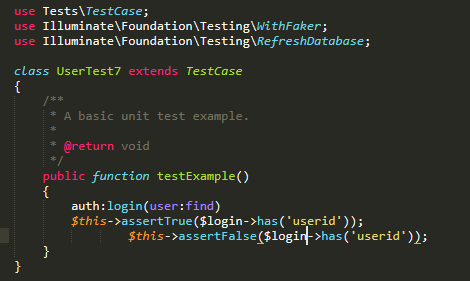 use Tests\TestCase;
use Illuminate\Foundation\Testing\WithFaker;
use Illuminate\Foundation\Testing\RefreshDatabase;

class UserTest7 extends TestCase
{
    /**
     * A basic unit test example.
     *
     * @return void
     */
    public function testExample()
    {
        auth:login(user:find)
        $this->assertTrue($login->has('userid'));
                $this->assertFalse($login->has('userid'));
    }
}